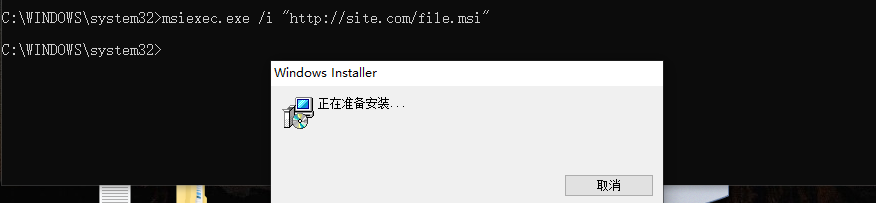 C:\WINDOWS\system32>msiexec.exe /i "http://site.com/file.msi"
C:\WINDOWS\system32>
Windows Installer
正在准备安装...
取消